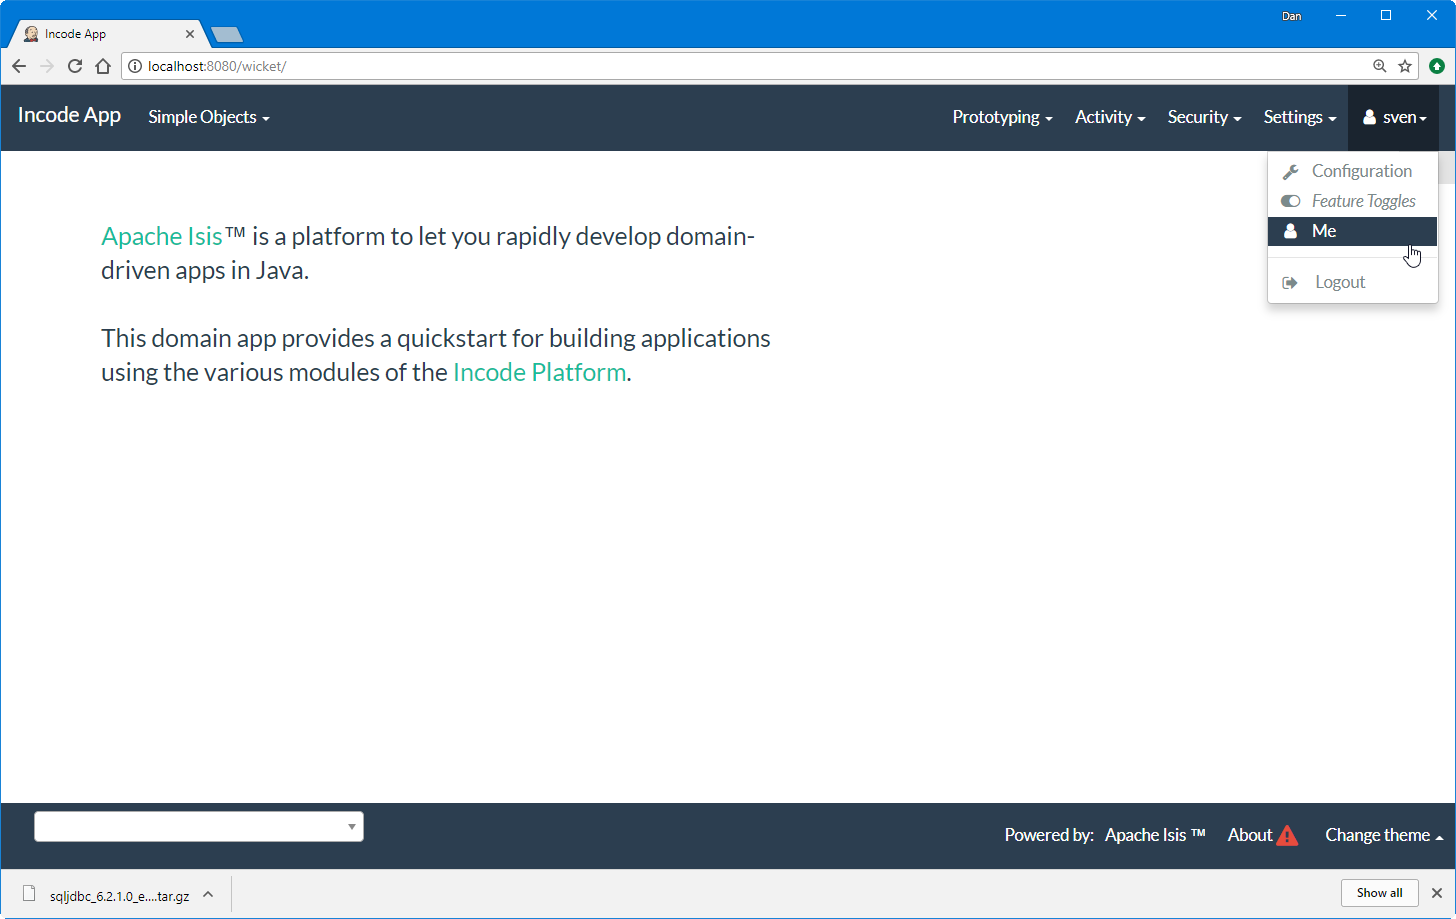 Dan
Incode App
localhost:8080/wicket/
Incode App Simple Objects Prototyping Activity Security Settings sven
Configuration
Feature Toggles
Me
Logout
Apache Isis™ is a platform to let you rapidly develop domain-
driven apps in Java.
This domain app provides a quickstart for building applications
using the various modules of the Incode Platform.
Powered by: Apache Isis ™ About Change theme
sqljdbc_6.2.1.0_e....tar.gz Show all